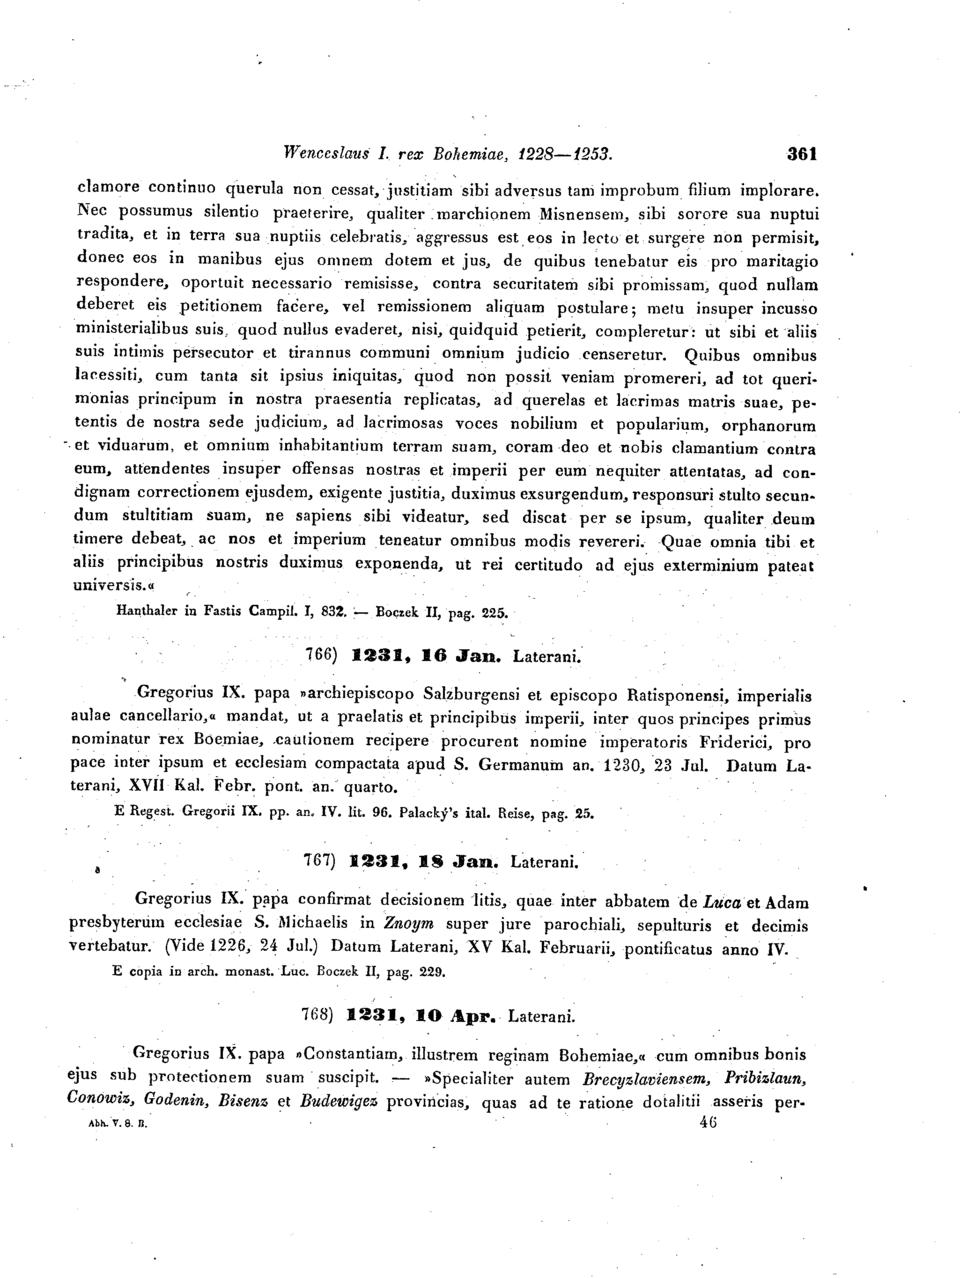 Wenceslaus I. rex Bohemiae, 1228—1253. 361
clamore continuo querula non cessat, justitiam sibi adversus tam improbum filium implorare.
Nec possumus silentio praeterire, qualiter marchionem Misnensem, sibi sorore sua nuptui
tradita, et in terra sua nuptiis celebratis, aggressus est eos in lecto et surgere non permisit,
donec eos in manibus ejus omnem dotem et jus, de quibus tenebatur eis pro maritagio
respondere, oportuit necessario remisisse, contra securitatem sibi promissam, quod nullam
deberet eis petitionem facere, vel remissionem aliquam postulare; metu insuper incusso
ministerialibus suis, quod nullus evaderet, nisi, quidquid petierit, compleretur: ut sibi et aliis
suis intimis persecutor et tirannus communi omnium judicio censeretur. Quibus omnibus
lacessiti, cum tanta sit ipsius iniquitas, quod non possit veniam promereri, ad tot queri-
monias principum in nostra praesentia replicatas, ad querelas et lacrimas matris suae, pe-
tentis de nostra sede judicium, ad lacrimosas voces nobilium et popularium, orphanorum
et viduarum, et omnium inhabitantium terram suam, coram deo et nobis clamantium contra
eum, attendentes insuper offensas nostras et imperii per eum nequiter attentatas, ad con-
dignam correctionem ejusdem, exigente justitia, duximus exsurgendum, responsuri stulto secun-
dum stultitiam suam, ne sapiens sibi videatur, sed discat per se ipsum, qualiter deum
timere debeat, ac nos et imperium teneatur omnibus modis revereri. Quae omnia tibi et
aliis principibus nostris duximus exponenda, ut rei certitudo ad ejus exterminium pateat
universis.«
Hanthaler in Fastis Campil. I, 832. — Boczek II, pag. 225.
766) 1231, 16 Jan. Laterani.
Gregorius IX. papa »archiepiscopo Salzburgensi et episcopo Ratisponensi, imperialis
aulae cancellario,« mandat, ut a praelatis et principibus imperii, inter quos principes primus
nominatur rex Boemiae, cautionem recipere procurent nomine imperatoris Friderici, pro
pace inter ipsum et ecclesiam compactata apud S. Germanum an. 1230, 23 Jul. Datum La-
terani, XVII Kal. Febr. pont. an. quarto.
E Regest. Gregorii IX. pp. an. IV. lit. 96. Palacký's ital. Reise, pag. 25.
767) 1231, 18 Jan. Laterani.
Gregorius IX. papa confirmat decisionem litis, quae inter abbatem de Luca et Adam
presbyterum ecclesiae S. Michaelis in Znoym super jure parochiali, sepulturis et decimis
vertebatur. (Vide 1226, 24 Jul.) Datum Laterani, XV Kal. Februarii, pontificatus anno IV.
E copia in arch. monast. Luc. Boczek II, pag. 229.
768) 1231, 10 Apr. Laterani.
Gregorius IX. papa »Constantiam, illustrem reginam Bohemiae,« cum omnibus bonis
ejus sub protectionem suam suscipit. — »Specialiter autem Brecyzlaviensem, Pribizlaun,
Conowiz, Godenin, Bisenz et Budewigez provincias, quas ad te ratione dotalitii asseris per-
Abh. V. 8. B. 46